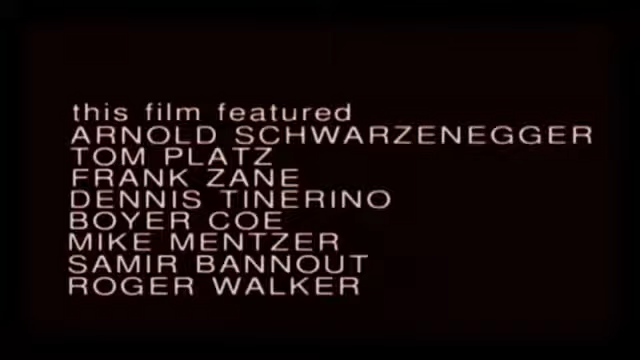 this film featured
ARNOLD SCHWARZENEGGER
TOM PLATZ
FRANK ZANE
DENNIS TINERINO
BOYER COE
MIKE MENTZER
SAMIR BANNOUT
ROGER WALKER